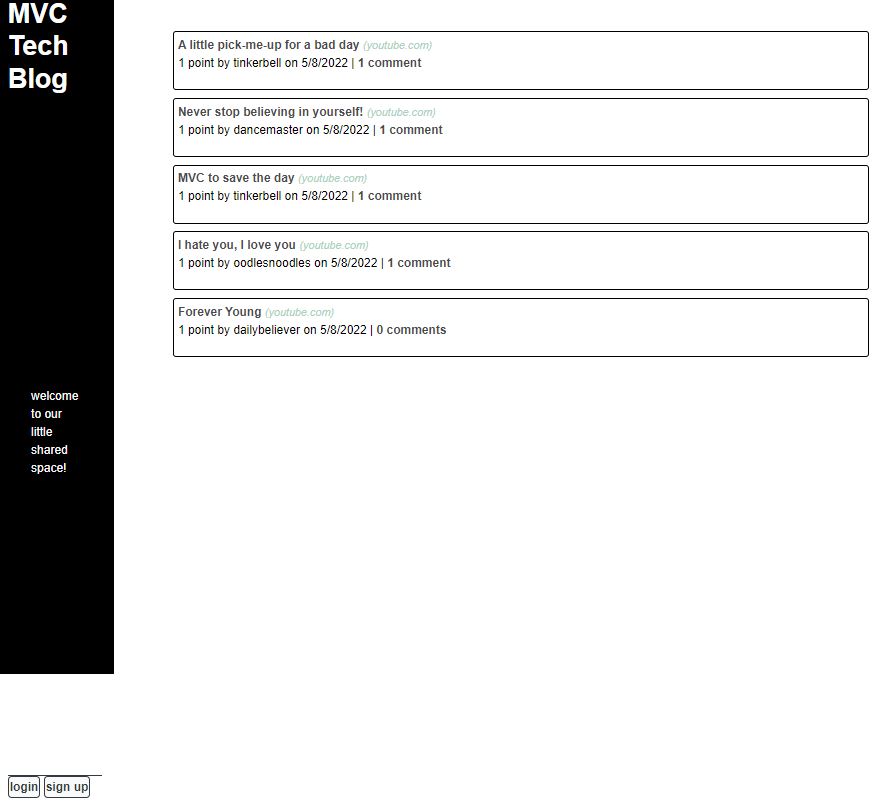 MVC
Tech
Blog
A little pick-me-up for a bad day (youtube.com)
1 point by tinkerbell on 5/8/2022 | 1 comment
Never stop believing in yourself! (youtube.com)
1 point by dancemaster on 5/8/2022 | 1 comment
MVC to save the day (youtube.com)
1 point by tinkerbell on 5/8/2022 | 1 comment
I hate you, I love you (youtube.com)
1 point by oodlesnoodles on 5/8/2022 | 1 comment
Forever Young (youtube.com)
1 point by dailybeliever on 5/8/2022 | 0 comments
welcome
to our
little
shared
space!
login sign up